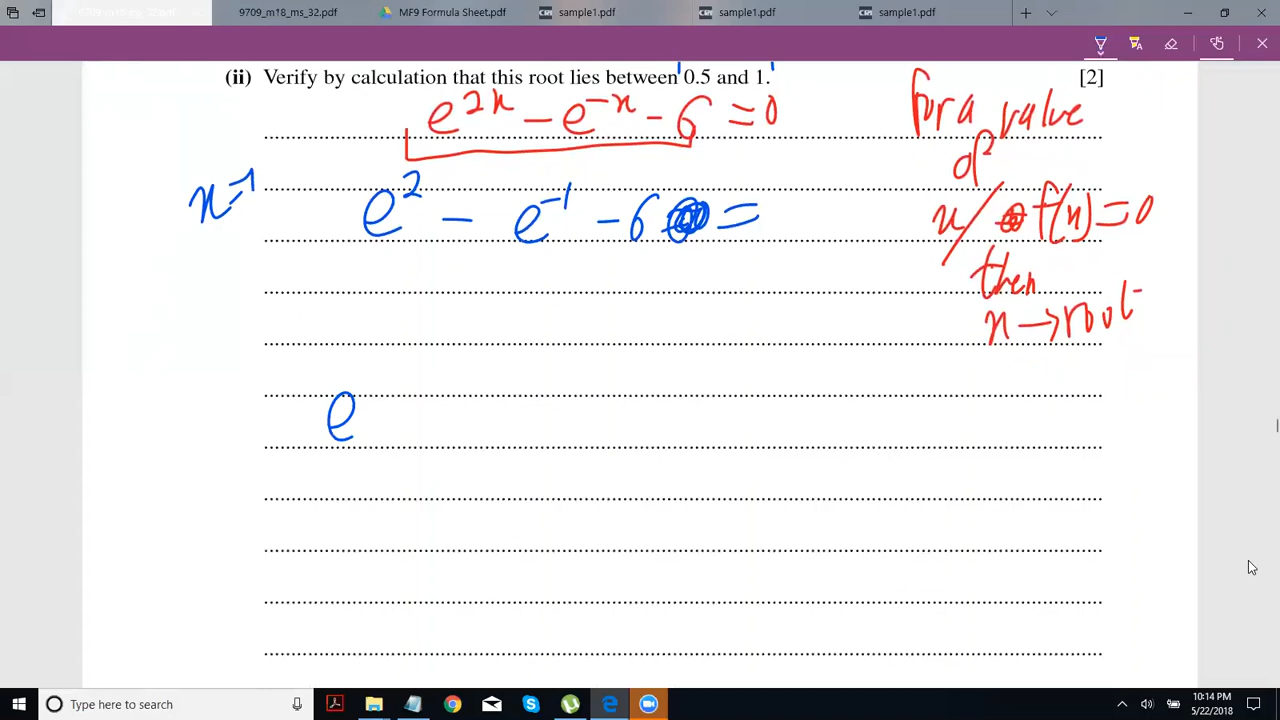 9709_m18_ms_32.pdf
MF9 Formula Sheet.pdf
sample1.pdf
sample1.pdf
sample1.pdf
(ii) Verify by calculation that this root lies between 0.5 and 1. [2]
e^{2x} - e^{-x} - 6 = 0
x=1
e^2 - e^{-1} - 6 =
e
for a value
of
x / f(x) = 0
then
x → root
Type here to search
10:14 PM
5/22/2018